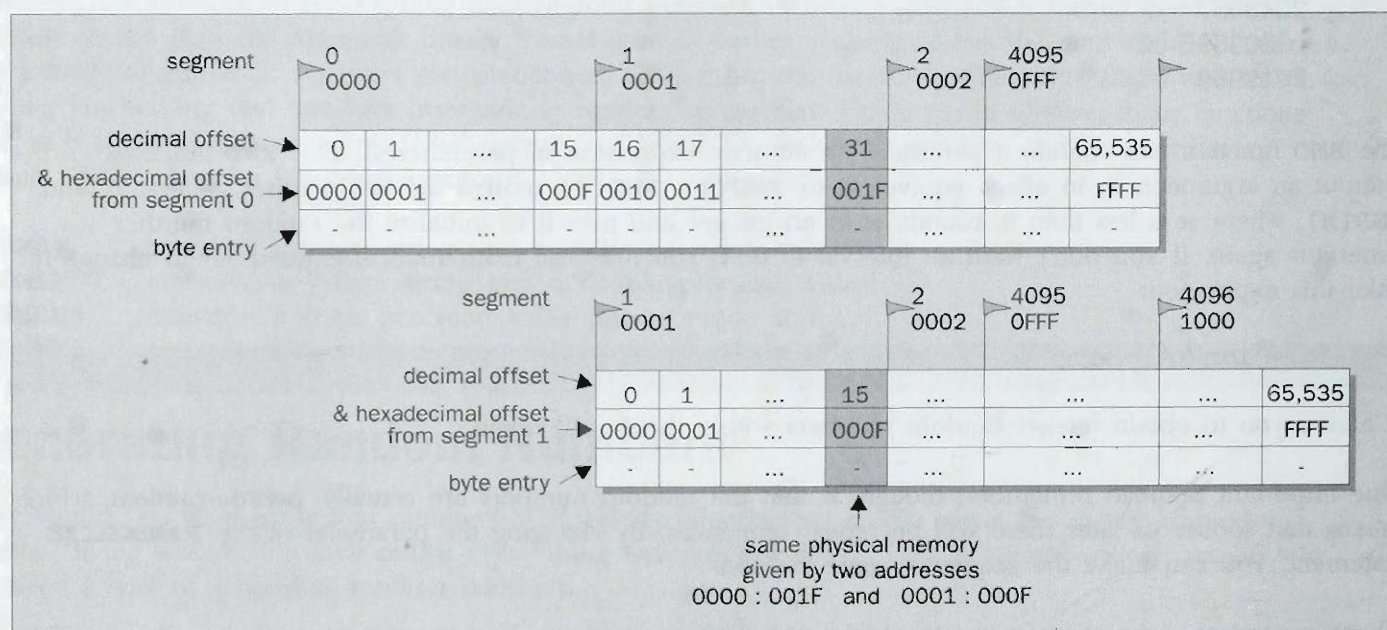 segment 0 1 2 4095
0000 0001 0002 0FFF
decimal offset 0 1 ... 15 16 17 31 ... ... 65,535
& hexadecimal offset
from segment 0 0000 0001 ... 000F 0010 0011 ... 001F ... ... FFFF
byte entry
segment 1 2 4095 4096
0001 0002 0FFF 1000
decimal offset 0 1 ... 15 ... ... ... 65,535
& hexadecimal offset
from segment 1 0000 0001 ... 000F ... ... ... FFFF
byte entry - - ... - ... ... ... -
same physical memory
given by two addresses
0000 : 001F and 0001 : 000F